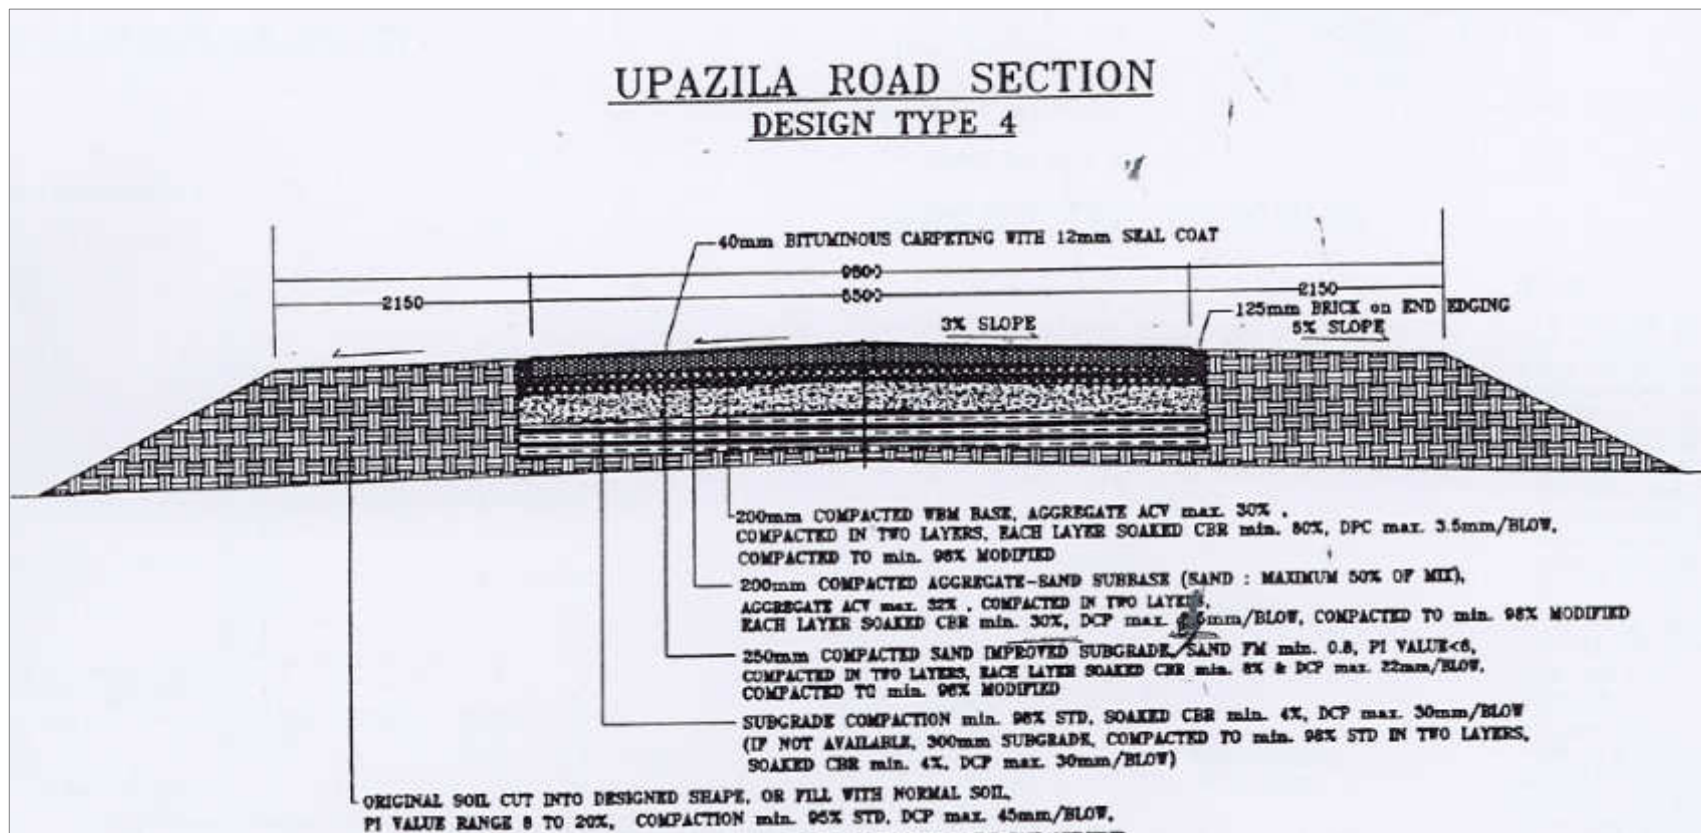 UPAZILA ROAD SECTION
DESIGN TYPE 4
40mm BITUMINOUS CARPETING WITH 12mm SEAL COAT
9800
2150 5500 2150
125mm BRICK on END EDGING
3% SLOPE 5% SLOPE
200mm COMPACTED WBM BASE, AGGREGATE ACV max. 30% ,
COMPACTED IN TWO LAYERS, EACH LAYER SOAKED CBR min. 80%, DPC max. 3.5mm/BLOW,
COMPACTED TO min. 98% MODIFIED
200mm COMPACTED AGGREGATE-SAND SUBBASE (SAND : MAXIMUM 50% OF MIX),
AGGREGATE ACV max. 32% , COMPACTED IN TWO LAYERS,
EACH LAYER SOAKED CBR min. 30%, DCP max. mm/BLOW, COMPACTED TO min. 98% MODIFIED
250mm COMPACTED SAND IMPROVED SUBGRADE, SAND FM min. 0.8, PI VALUE<6,
COMPACTED IN TWO LAYERS, EACH LAYER SOAKED CBR min. 8% & DCP max. 22mm/BLOW,
COMPACTED TO min. 98% MODIFIED
SUBGRADE COMPACTION min. 98% STD, SOAKED CBR min. 4%, DCP max. 30mm/BLOW
(IF NOT AVAILABLE, 300mm SUBGRADE, COMPACTED TO min. 98% STD IN TWO LAYERS,
SOAKED CBR min. 4%, DCP max. 30mm/BLOW)
ORIGINAL SOIL CUT INTO DESIGNED SHAPE, OR FILL WITH NORMAL SOIL,
PI VALUE RANGE 8 TO 20%, COMPACTION min. 95% STD, DCP max. 45mm/BLOW,